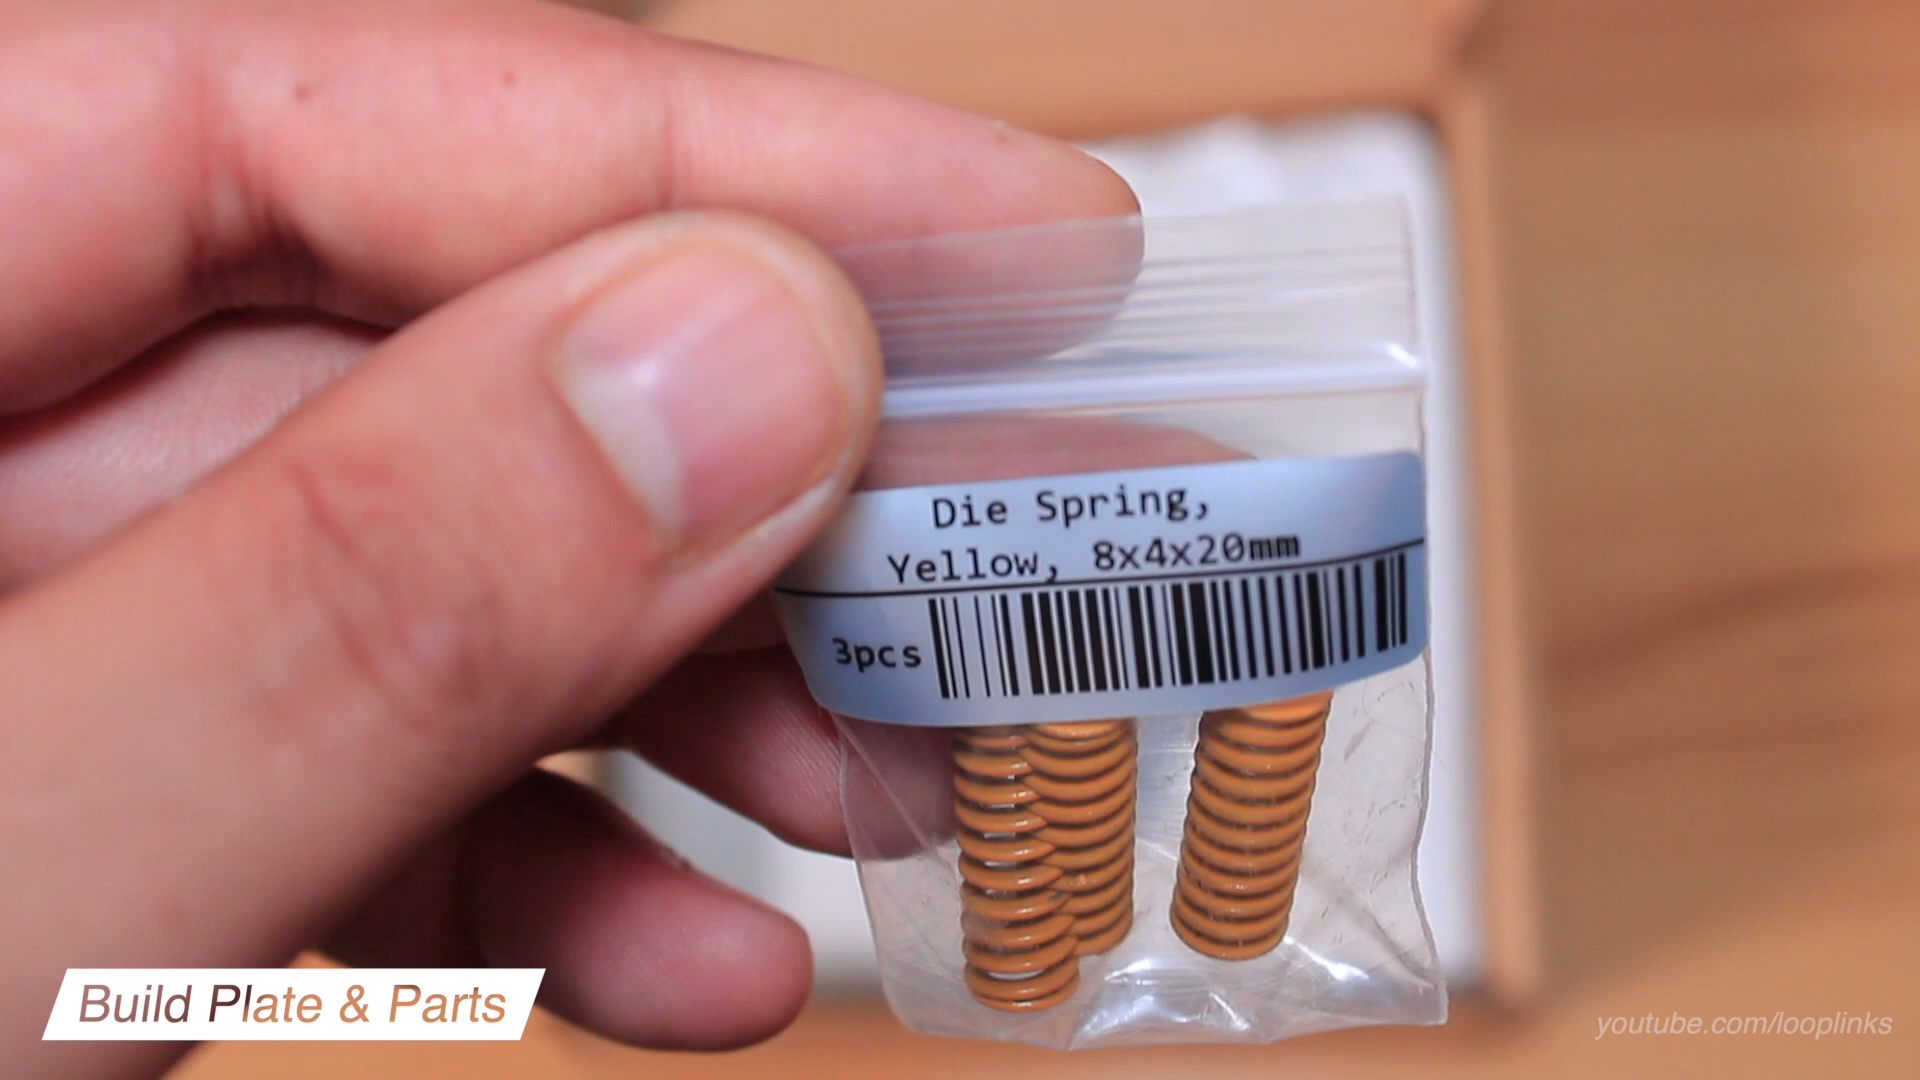 Die Spring,
Yellow, 8x4x20mm
3pcs
Build Plate & Parts
youtube.com/looplinks